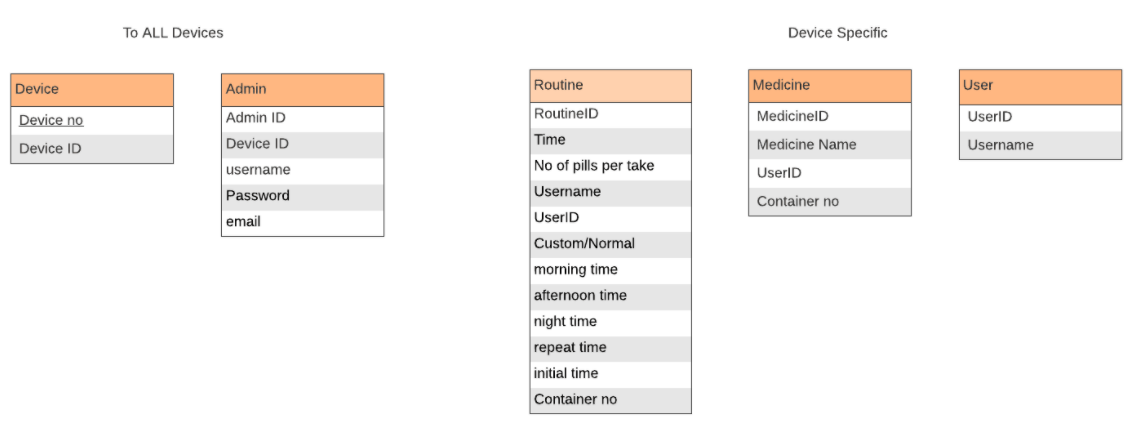 To ALL Devices
Device Specific
Device
Device no
Device ID
Admin
Admin ID
Device ID
username
Password
email
Routine
RoutineID
Time
No of pills per take
Username
UserID
Custom/Normal
morning time
afternoon time
night time
repeat time
initial time
Container no
Medicine
MedicineID
Medicine Name
UserID
Container no
User
UserID
Username